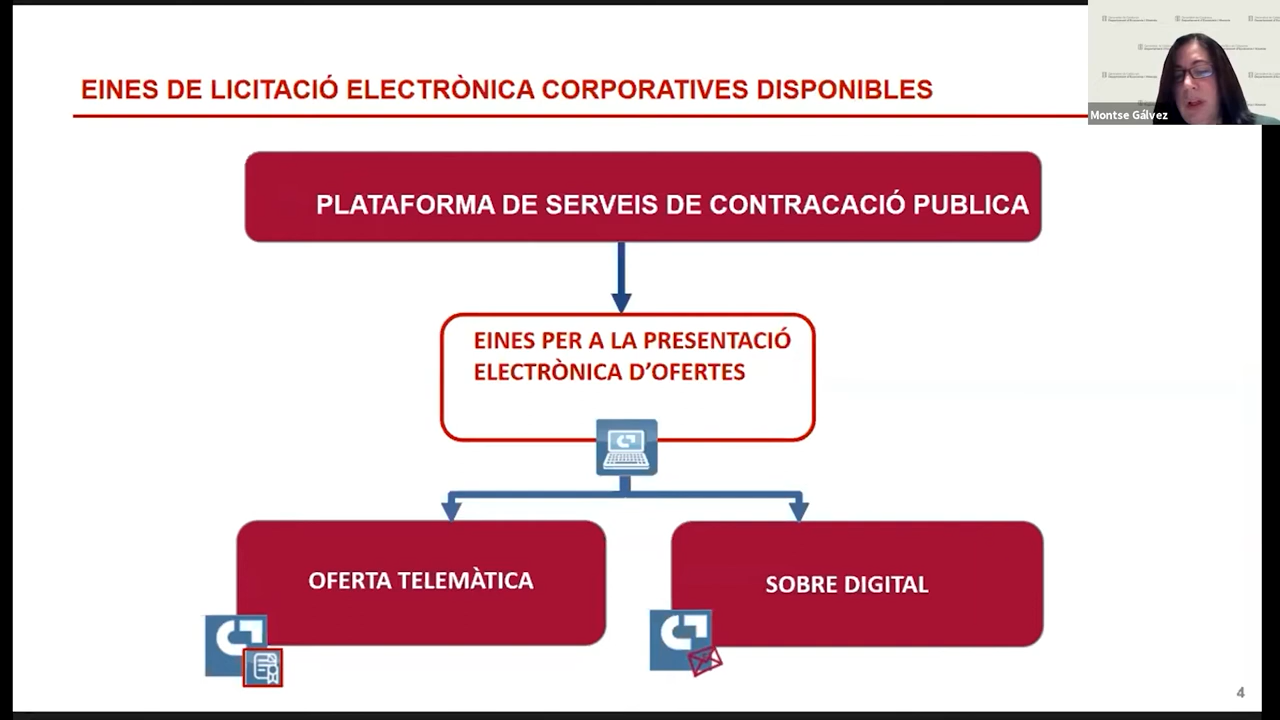 EINES DE LICITACIÓ ELECTRÒNICA CORPORATIVES DISPONIBLES
Montse Gálvez
PLATAFORMA DE SERVEIS DE CONTRACACIÓ PUBLICA
EINES PER A LA PRESENTACIÓ
ELECTRÒNICA D’OFERTES
OFERTA TELEMÀTICA
SOBRE DIGITAL
4